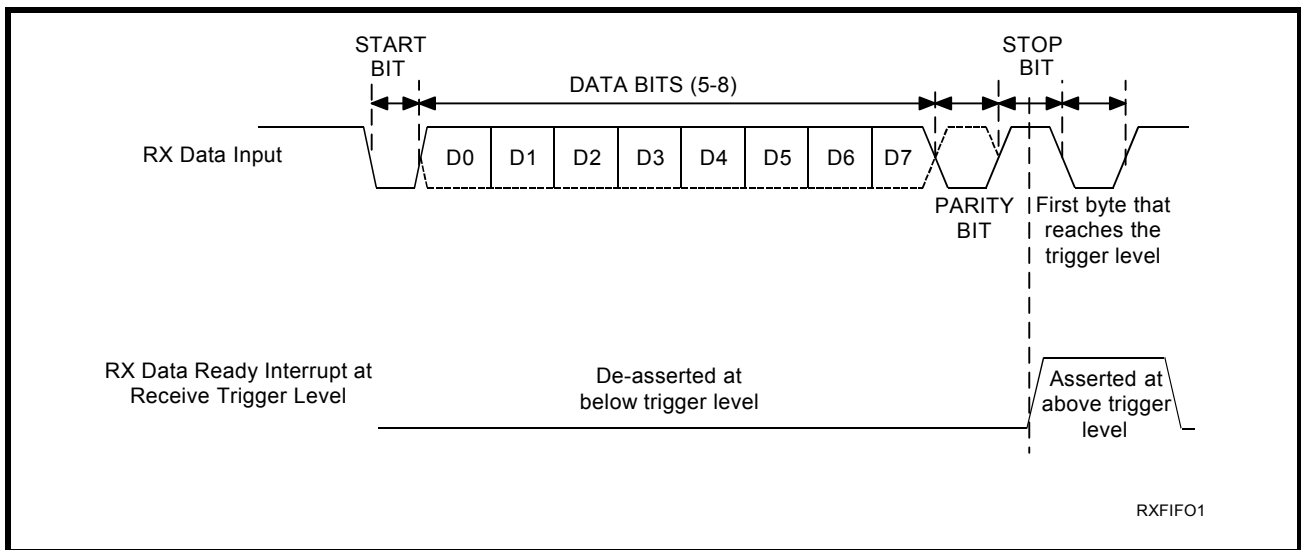 START
BIT
STOP
BIT
DATA BITS (5-8)
RX Data Input
D0 D1 D2 D3 D4 D5 D6 D7
PARITY
BIT
First byte that
reaches the
trigger level
RX Data Ready Interrupt at
Receive Trigger Level
De-asserted at
below trigger level
Asserted at
above trigger
level
RXFIFO1